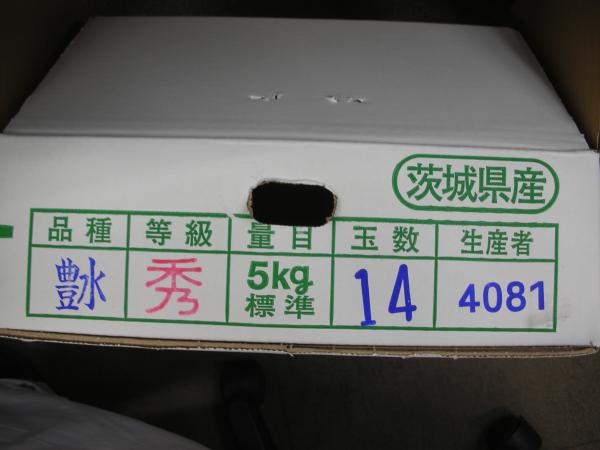 茨城県産
品種 等級 量目 玉数 生産者
豊水 秀 5kg 標準 14 4081